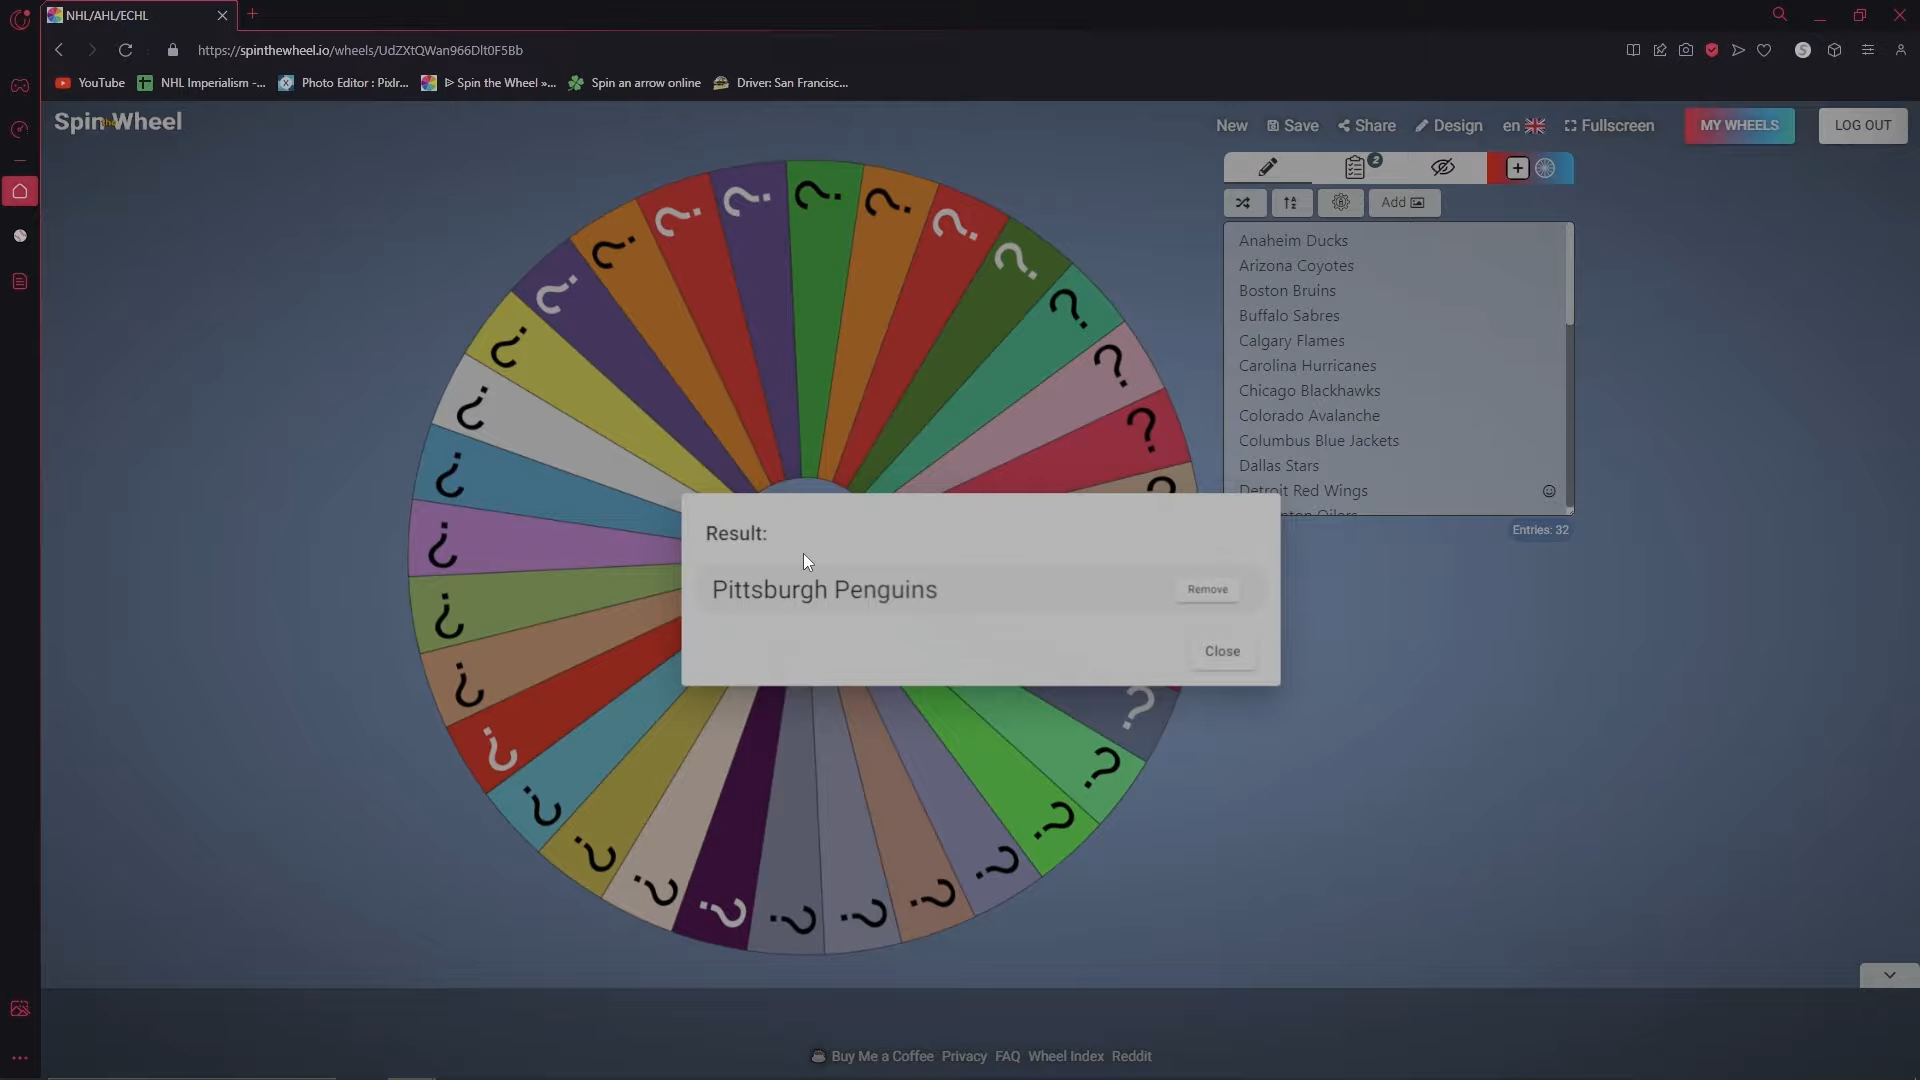 NHL/AHL/ECHL
https://spinthewheel.io/wheels/UdZXtQWan966Dlt0F5Bb
YouTube NHL Imperialism -... Photo Editor : Pixlr... ᐈ Spin the Wheel »... Spin an arrow online Driver: San Francisc...
Spin the Wheel
New Save Share Design en Fullscreen MY WHEELS LOG OUT
2
Add
Anaheim Ducks
Arizona Coyotes
Boston Bruins
Buffalo Sabres
Calgary Flames
Carolina Hurricanes
Chicago Blackhawks
Colorado Avalanche
Columbus Blue Jackets
Dallas Stars
Detroit Red Wings
Entries: 32
Result:
Pittsburgh Penguins Remove
Close
? ? ? ? ? ? ? ? ? ? ? ? ? ? ? ? ? ? ? ? ? ? ? ? ? ? ? ? ?
Buy Me a Coffee Privacy FAQ Wheel Index Reddit